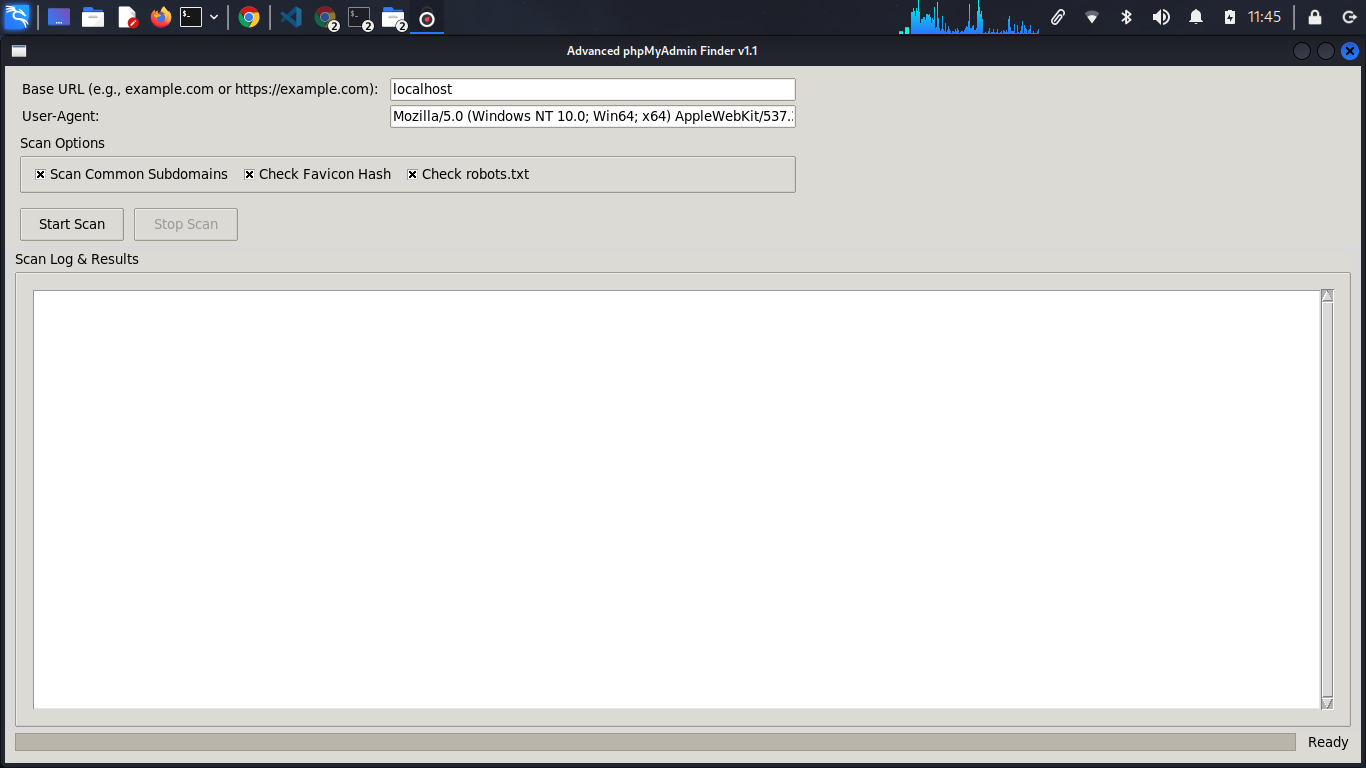 11:45
2
2
2
Advanced phpMyAdmin Finder v1.1
Base URL (e.g., example.com or https://example.com): localhost
User-Agent: Mozilla/5.0 (Windows NT 10.0; Win64; x64) AppleWebKit/537.
Scan Options
Scan Common Subdomains Check Favicon Hash Check robots.txt
Start Scan Stop Scan
Scan Log & Results
Ready